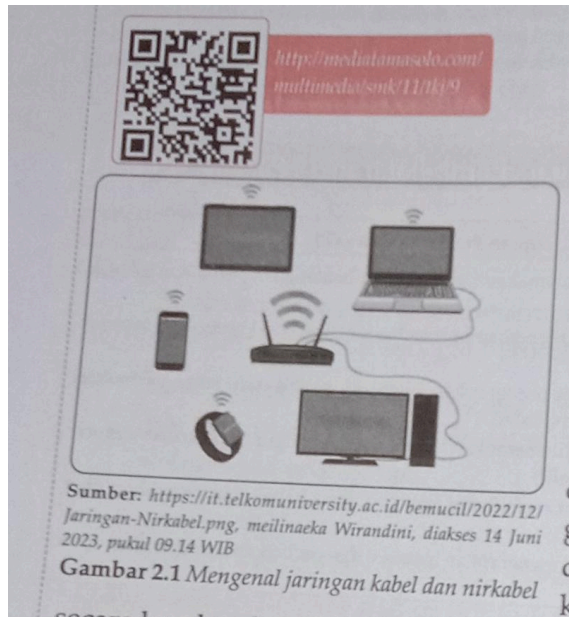 http://mediatamasolo.com/
multimedia/smk/11/tkj/9
Sumber: https://it.telkomuniversity.ac.id/bemucil/2022/12/
Jaringan-Nirkabel.png, meilinaeka Wirandini, diakses 14 Juni
2023, pukul 09.14 WIB
Gambar 2.1 Mengenal jaringan kabel dan nirkabel